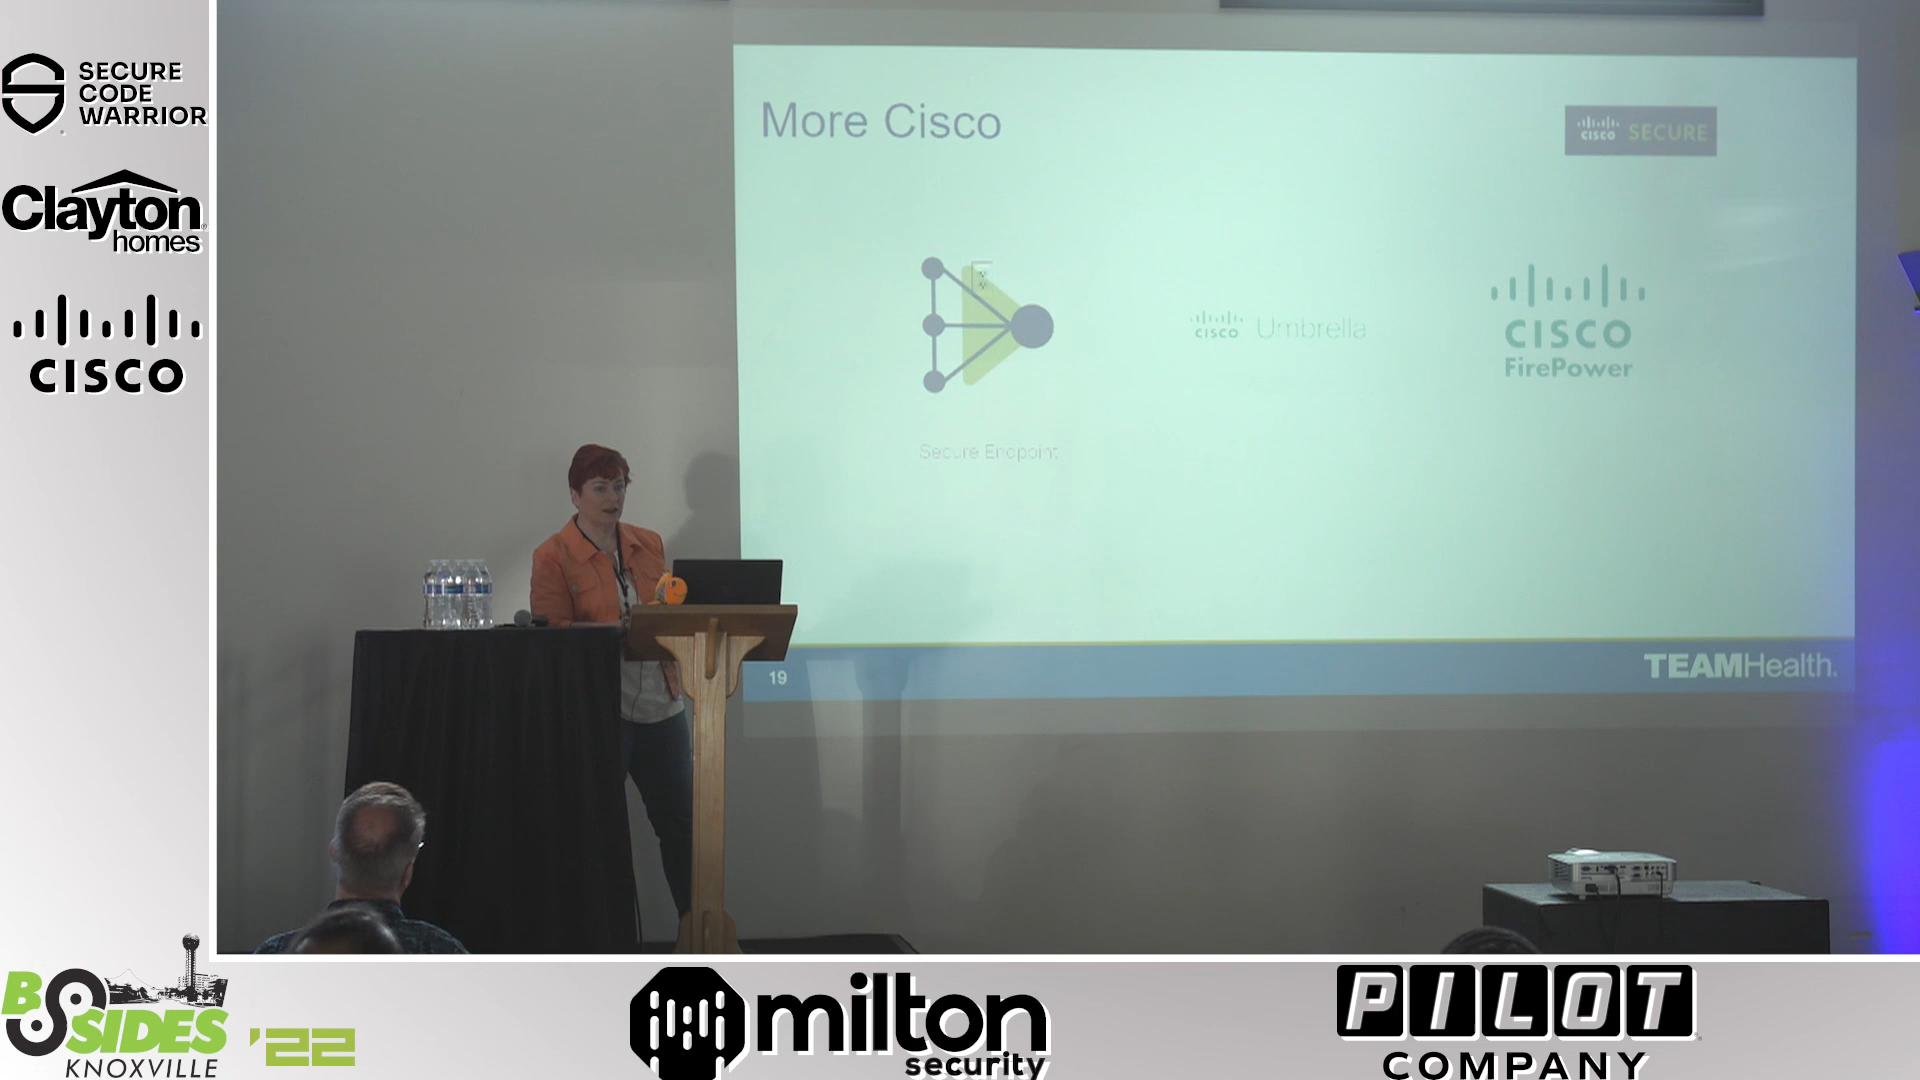 SECURE
CODE
WARRIOR
Clayton
homes
CISCO
More Cisco
CISCO SECURE
Secure Endpoint
CISCO Umbrella
CISCO
FirePower
19
TEAMHealth.
BSIDES
KNOXVILLE
'22
milton
security
PILOT
COMPANY